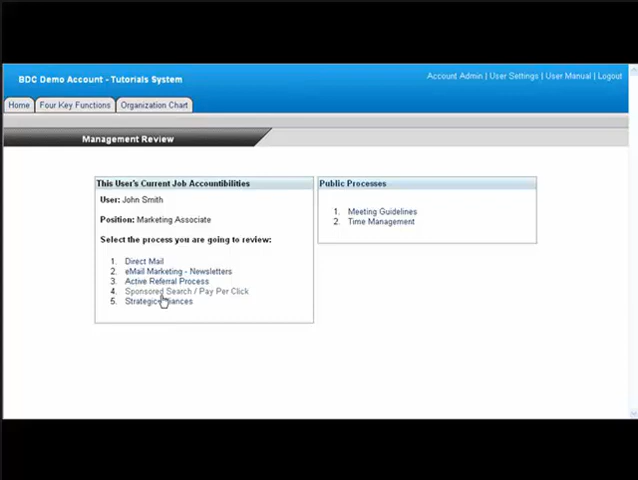 BDC Demo Account - Tutorials System
Account Admin | User Settings | User Manual | Logout
Home
Four Key Functions
Organization Chart
Management Review
This User's Current Job Accountibilities
User: John Smith
Position: Marketing Associate
Select the process you are going to review:
1. Direct Mail
2. eMail Marketing - Newsletters
3. Active Referral Process
4. Sponsored Search / Pay Per Click
5.
Public Processes
1. Meeting Guidelines
2. Time Management